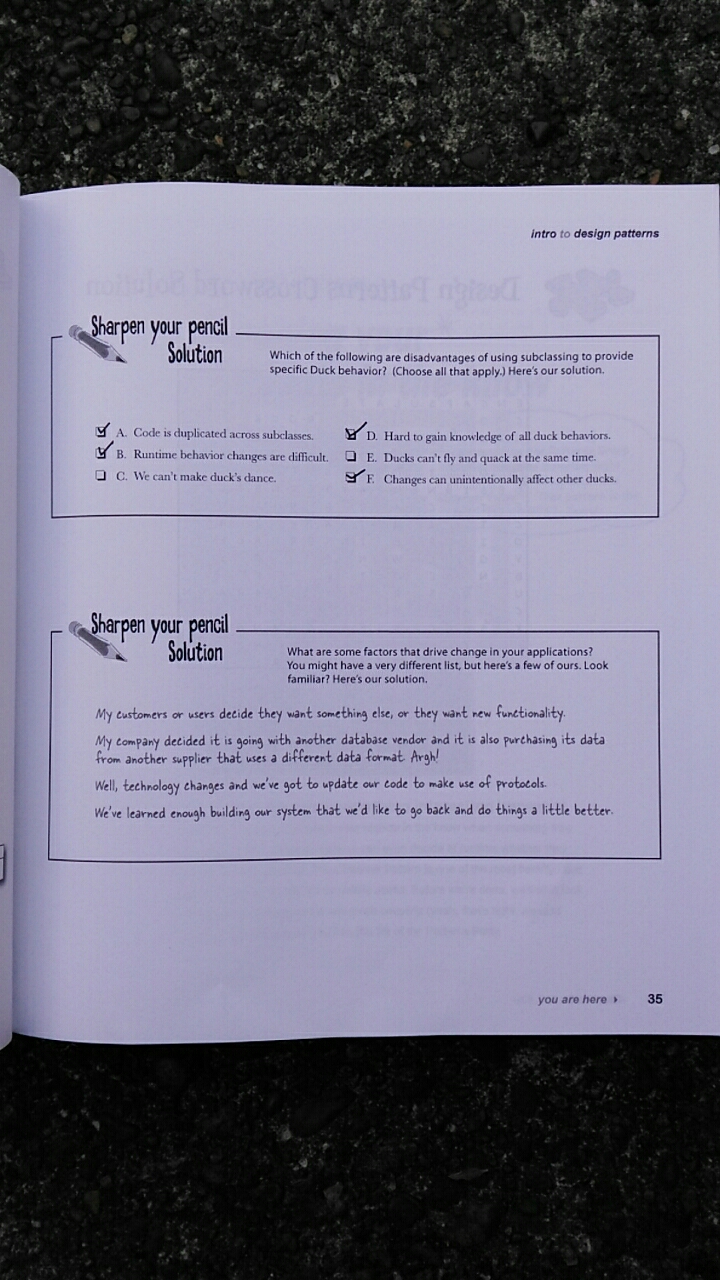 intro to design patterns
Sharpen your pencil
Solution
Which of the following are disadvantages of using subclassing to provide
specific Duck behavior? (Choose all that apply.) Here's our solution.
A. Code is duplicated across subclasses.
B. Runtime behavior changes are difficult.
C. We can't make duck's dance.
D. Hard to gain knowledge of all duck behaviors.
E. Ducks can't fly and quack at the same time.
F. Changes can unintentionally affect other ducks.
Sharpen your pencil
Solution
What are some factors that drive change in your applications?
You might have a very different list, but here's a few of ours. Look
familiar? Here's our solution.
My customers or users decide they want something else, or they want new functionality.
My company decided it is going with another database vendor and it is also purchasing its data
from another supplier that uses a different data format. Argh!
Well, technology changes and we've got to update our code to make use of protocols.
We've learned enough building our system that we'd like to go back and do things a little better.
you are here 35